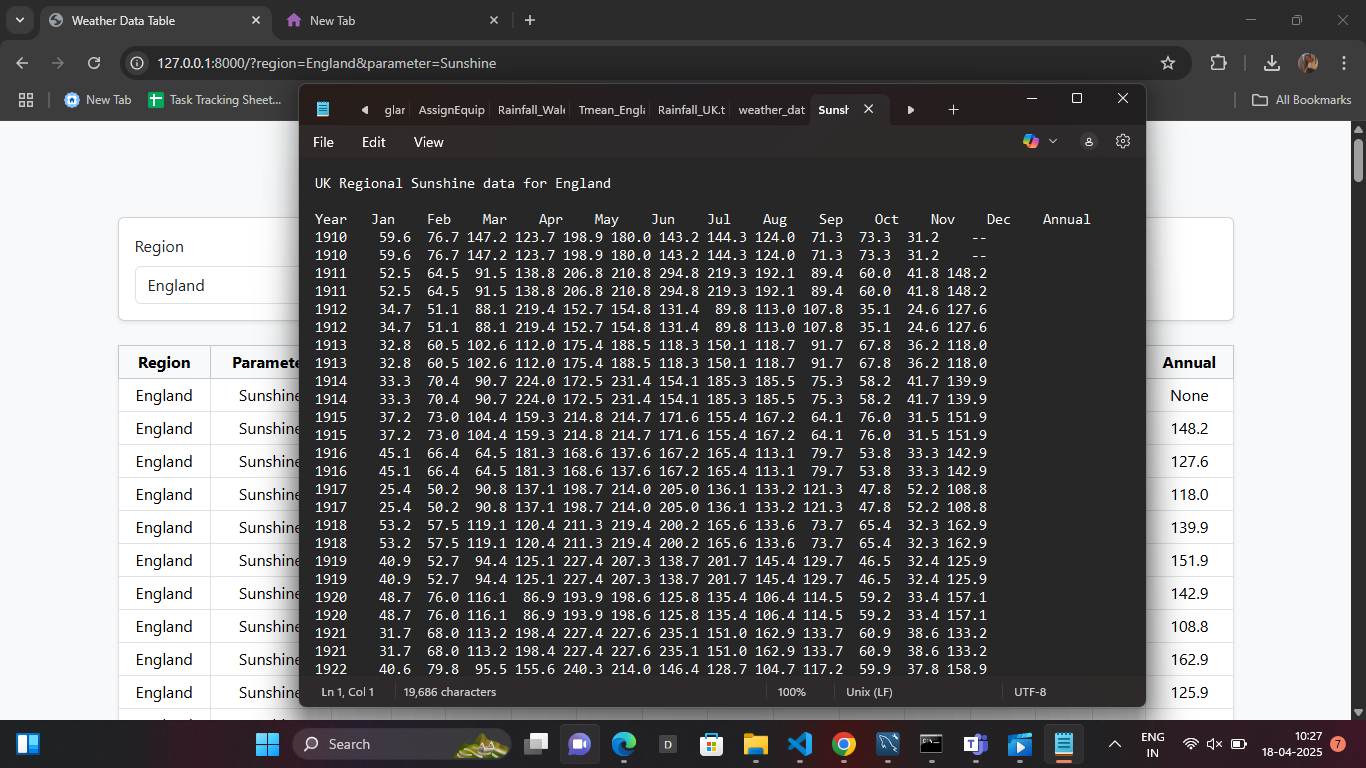 Weather Data Table
New Tab
127.0.0.1:8000/?region=England&parameter=Sunshine
New Tab
Task Tracking Sheet...
All Bookmarks
glar
AssignEquip
Rainfall_Wale
Tmean_Engla
Rainfall_UK.t
weather_dat
Sunsh
File Edit View
UK Regional Sunshine data for England
Year Jan Feb Mar Apr May Jun Jul Aug Sep Oct Nov Dec Annual
1910 59.6 76.7 147.2 123.7 198.9 180.0 143.2 144.3 124.0 71.3 73.3 31.2 --
1910 59.6 76.7 147.2 123.7 198.9 180.0 143.2 144.3 124.0 71.3 73.3 31.2 --
1911 52.5 64.5 91.5 138.8 206.8 210.8 294.8 219.3 192.1 89.4 60.0 41.8 148.2
1911 52.5 64.5 91.5 138.8 206.8 210.8 294.8 219.3 192.1 89.4 60.0 41.8 148.2
1912 34.7 51.1 88.1 219.4 152.7 154.8 131.4 89.8 113.0 107.8 35.1 24.6 127.6
1912 34.7 51.1 88.1 219.4 152.7 154.8 131.4 89.8 113.0 107.8 35.1 24.6 127.6
1913 32.8 60.5 102.6 112.0 175.4 188.5 118.3 150.1 118.7 91.7 67.8 36.2 118.0
1913 32.8 60.5 102.6 112.0 175.4 188.5 118.3 150.1 118.7 91.7 67.8 36.2 118.0
1914 33.3 70.4 90.7 224.0 172.5 231.4 154.1 185.3 185.5 75.3 58.2 41.7 139.9
1914 33.3 70.4 90.7 224.0 172.5 231.4 154.1 185.3 185.5 75.3 58.2 41.7 139.9
1915 37.2 73.0 104.4 159.3 214.8 214.7 171.6 155.4 167.2 64.1 76.0 31.5 151.9
1915 37.2 73.0 104.4 159.3 214.8 214.7 171.6 155.4 167.2 64.1 76.0 31.5 151.9
1916 45.1 66.4 64.5 181.3 168.6 137.6 167.2 165.4 113.1 79.7 53.8 33.3 142.9
1916 45.1 66.4 64.5 181.3 168.6 137.6 167.2 165.4 113.1 79.7 53.8 33.3 142.9
1917 25.4 50.2 90.8 137.1 198.7 214.0 205.0 136.1 133.2 121.3 47.8 52.2 108.8
1917 25.4 50.2 90.8 137.1 198.7 214.0 205.0 136.1 133.2 121.3 47.8 52.2 108.8
1918 53.2 57.5 119.1 120.4 211.3 219.4 200.2 165.6 133.6 73.7 65.4 32.3 162.9
1918 53.2 57.5 119.1 120.4 211.3 219.4 200.2 165.6 133.6 73.7 65.4 32.3 162.9
1919 40.9 52.7 94.4 125.1 227.4 207.3 138.7 201.7 145.4 129.7 46.5 32.4 125.9
1919 40.9 52.7 94.4 125.1 227.4 207.3 138.7 201.7 145.4 129.7 46.5 32.4 125.9
1920 48.7 76.0 116.1 86.9 193.9 198.6 125.8 135.4 106.4 114.5 59.2 33.4 157.1
1920 48.7 76.0 116.1 86.9 193.9 198.6 125.8 135.4 106.4 114.5 59.2 33.4 157.1
1921 31.7 68.0 113.2 198.4 227.4 227.6 235.1 151.0 162.9 133.7 60.9 38.6 133.2
1921 31.7 68.0 113.2 198.4 227.4 227.6 235.1 151.0 162.9 133.7 60.9 38.6 133.2
1922 40.6 79.8 95.5 155.6 240.3 214.0 146.4 128.7 104.7 117.2 59.9 37.8 158.9
Ln 1, Col 1 19,686 characters 100% Unix (LF) UTF-8
Region
England
Region Paramete Annual
England Sunshine None
England Sunshine 148.2
England Sunshine 127.6
England Sunshine 118.0
England Sunshine 139.9
England Sunshine 151.9
England Sunshine 142.9
England Sunshine 108.8
England Sunshine 162.9
England Sunshine 125.9
Search
ENG
IN
10:27
18-04-2025
7